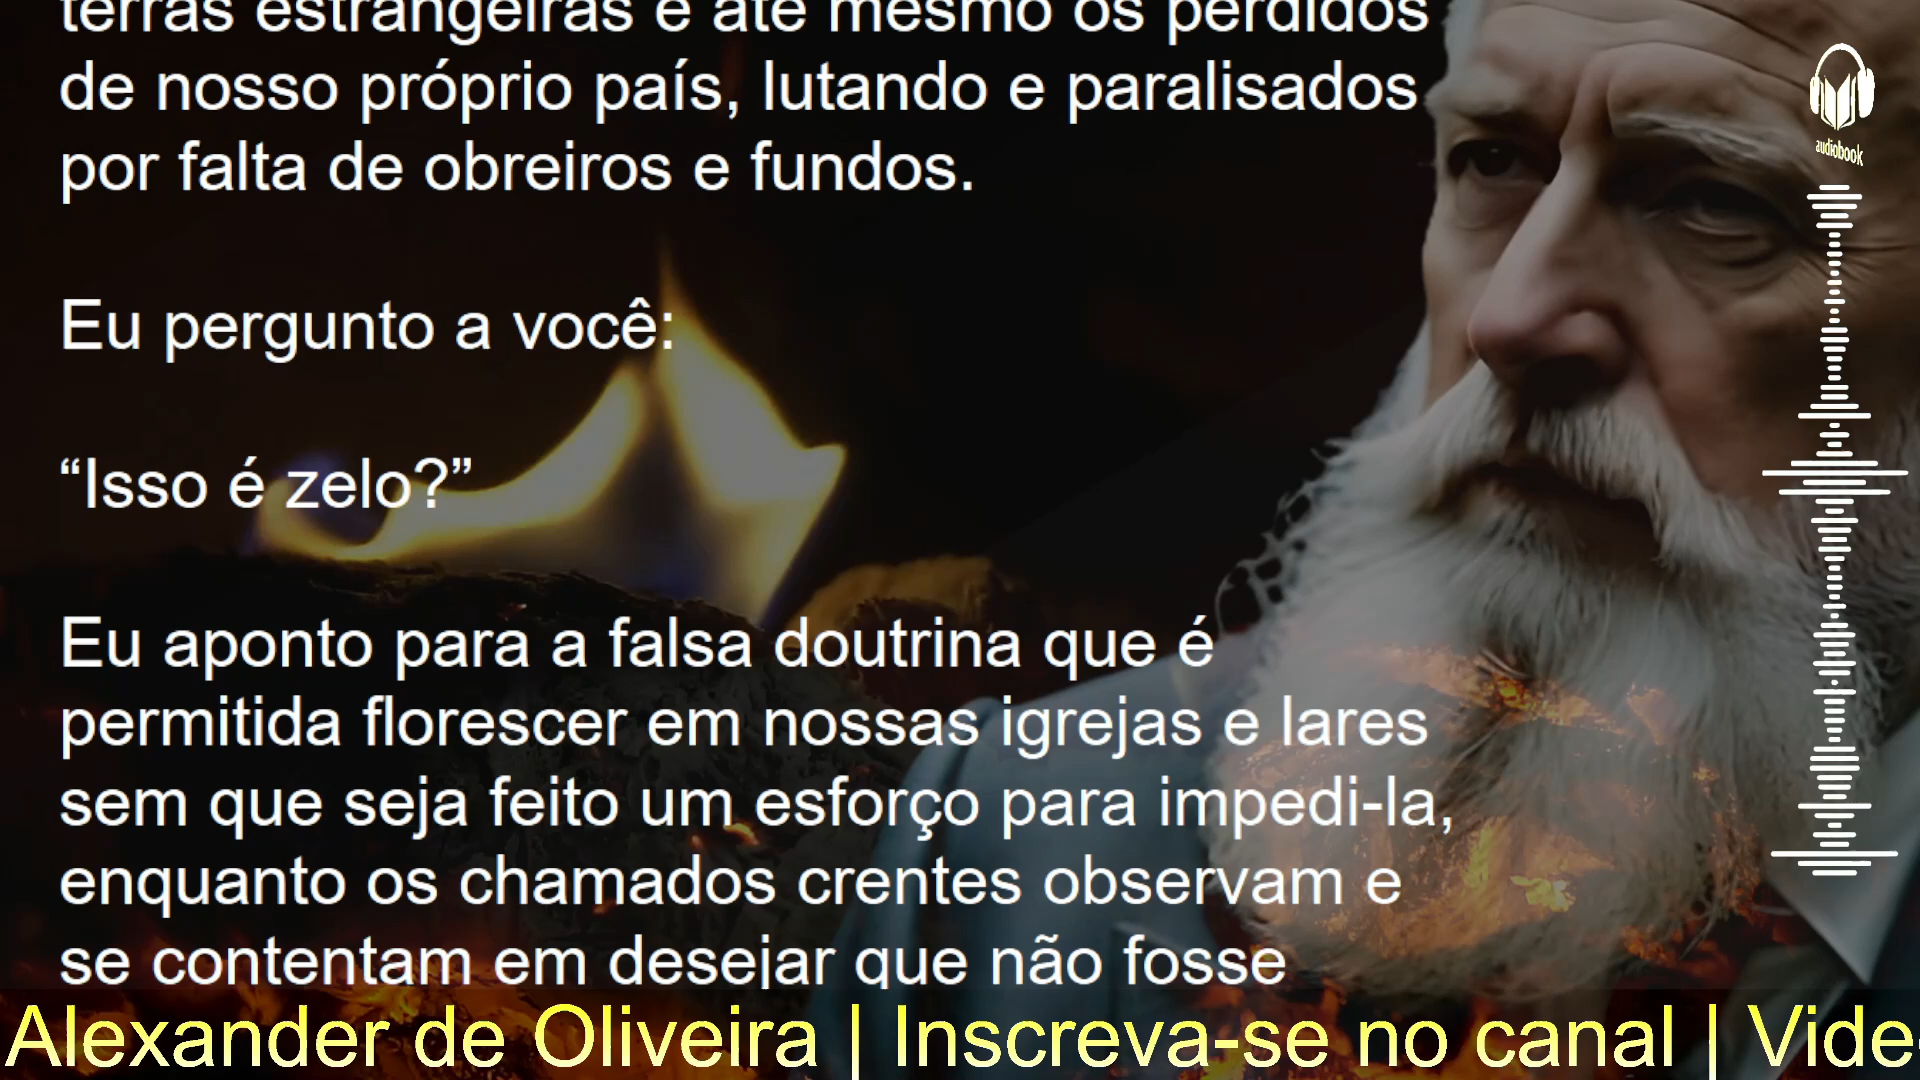 terras estrangeiras e até mesmo os perdidos
de nosso próprio país, lutando e paralisados
por falta de obreiros e fundos.
Eu pergunto a você:
“Isso é zelo?”
Eu aponto para a falsa doutrina que é
permitida florescer em nossas igrejas e lares
sem que seja feito um esforço para impedi-la,
enquanto os chamados crentes observam e
se contentam em desejar que não fosse
audiobook
Alexander de Oliveira | Inscreva-se no canal | Vide